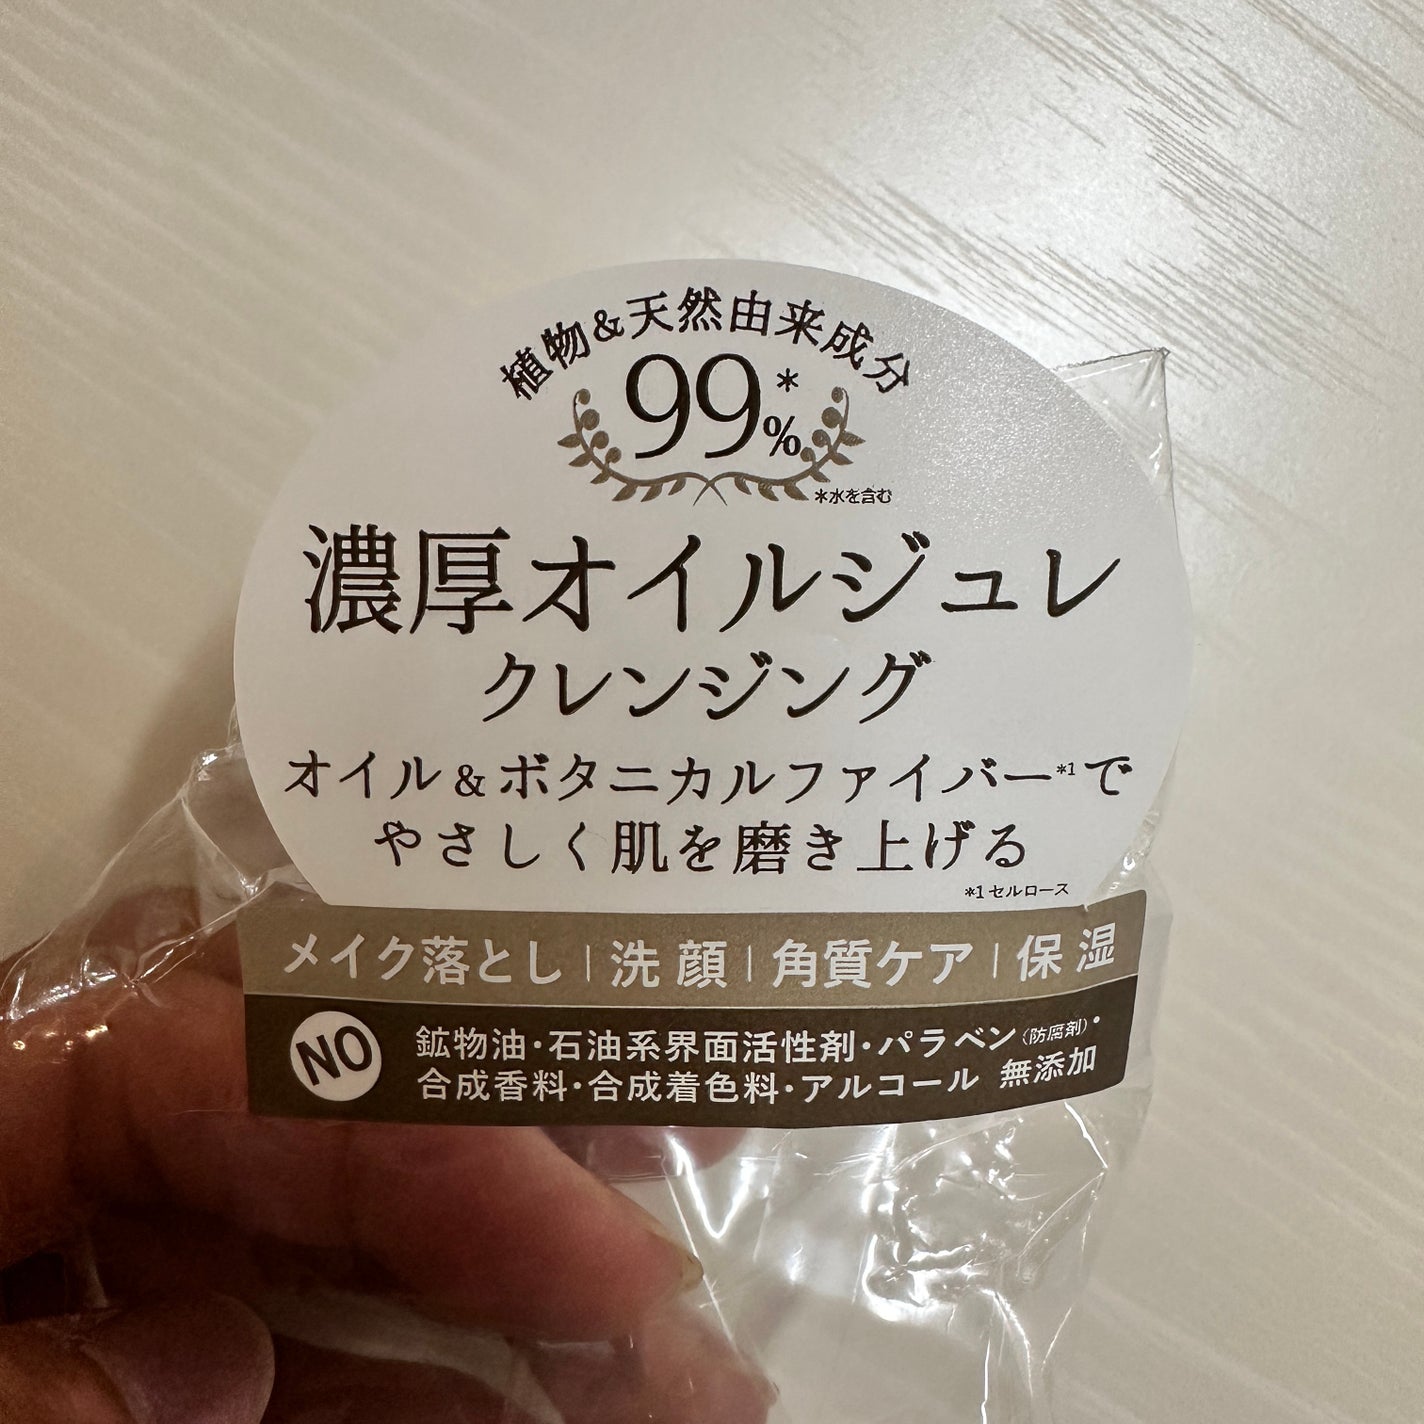 植物&天然由来成分
99*%
*水を含む
濃厚オイルジュレ
クレンジング
オイル&ボタニカルファイバー*1で
やさしく肌を磨き上げる
*1 セルロース
メイク落とし|洗顔|角質ケア|保湿
NO
鉱物油・石油系界面活性剤・パラベン(防腐剤)・
合成香料・合成着色料・アルコール 無添加